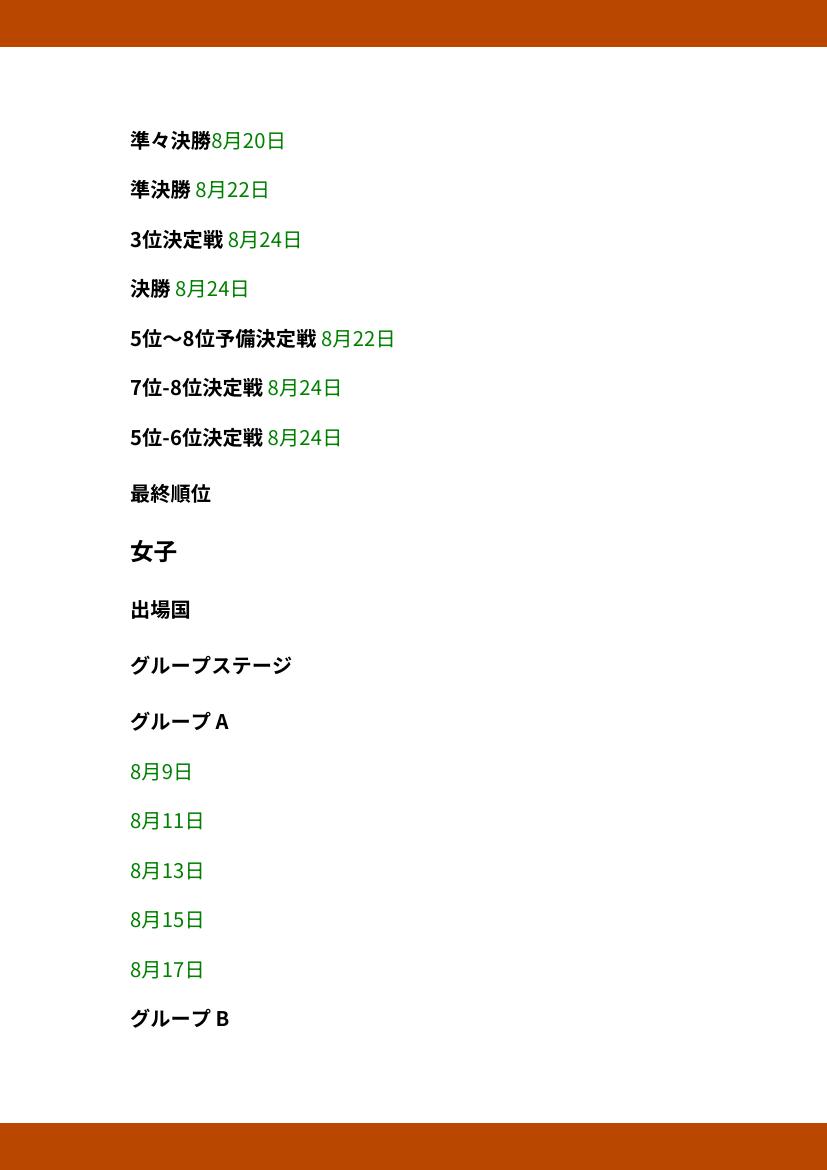 準々決勝8月20日
準決勝 8月22日
3位決定戦 8月24日
決勝 8月24日
5位〜8位予備決定戦 8月22日
7位-8位決定戦 8月24日
5位-6位決定戦 8月24日
最終順位
女子
出場国
グループステージ
グループ A
8月9日
8月11日
8月13日
8月15日
8月17日
グループ B